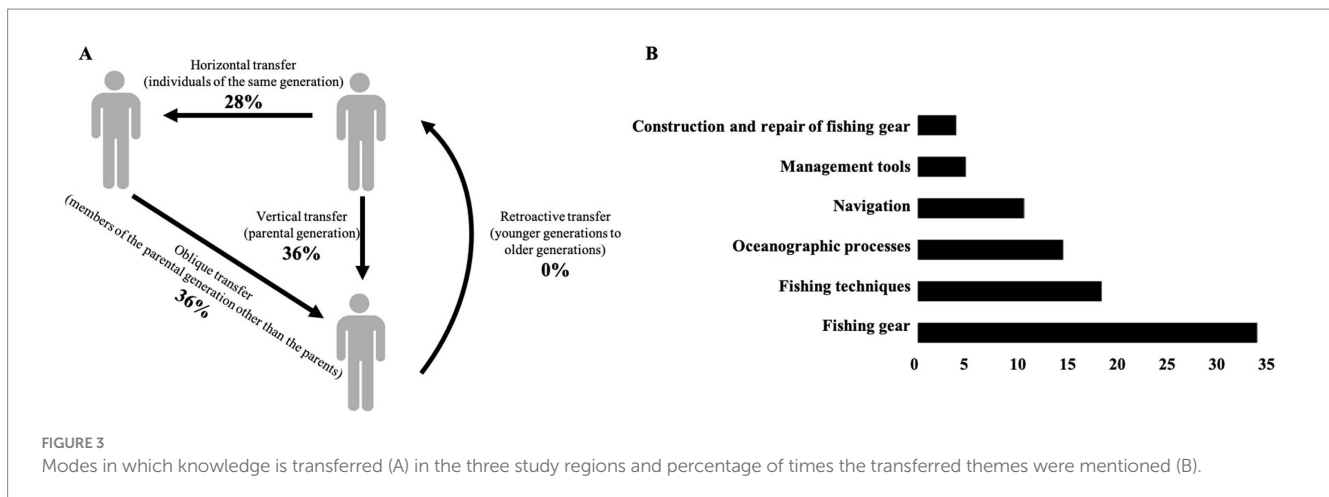 A
Horizontal transfer
(individuals of the same generation)
28%
Vertical transfer
(parental generation)
36%
Oblique transfer
(members of the parental generation other than the parents)
36%
Retroactive transfer
(younger generations to
older generations)
0%
B
Construction and repair of fishing gear
Management tools
Navigation
Oceanographic processes
Fishing techniques
Fishing gear
0 5 10 15 20 25 30 35
FIGURE 3
Modes in which knowledge is transferred (A) in the three study regions and percentage of times the transferred themes were mentioned (B).